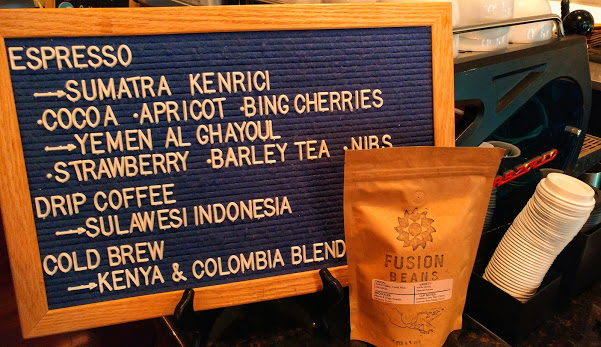 ESPRESSO
→SUMATRA KENRICI
·COCOA ·APRICOT ·BING CHERRIES
→YEMEN AL GHAYOUL
·STRAWBERRY ·BARLEY TEA ·NIBS
DRIP COFFEE
→SULAWESI INDONESIA
COLD BREW
→KENYA & COLOMBIA BLEND
FUSION
BEANS